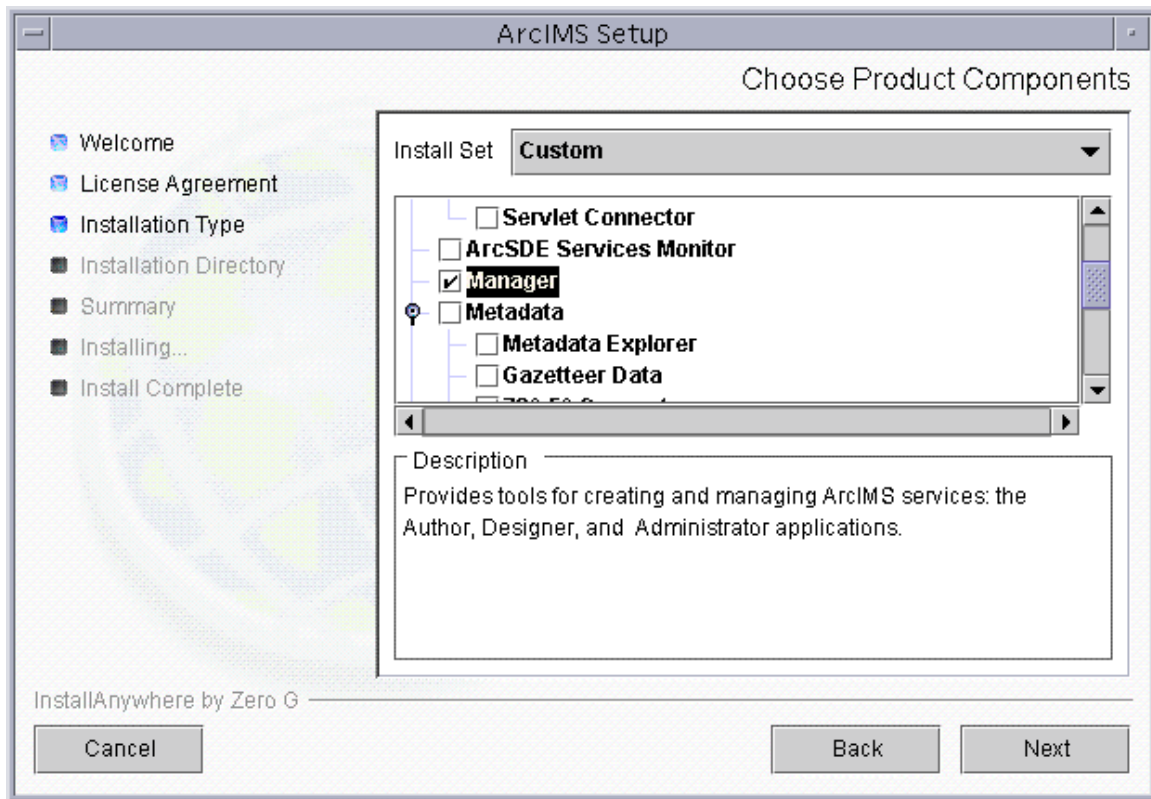 ArcIMS Setup
Choose Product Components
Welcome
License Agreement
Installation Type
Installation Directory
Summary
Installing...
Install Complete
Install Set Custom
Servlet Connector
ArcSDE Services Monitor
Manager
Metadata
Metadata Explorer
Gazetteer Data
Description
Provides tools for creating and managing ArcIMS services: the
Author, Designer, and Administrator applications.
InstallAnywhere by Zero G
Cancel
Back
Next